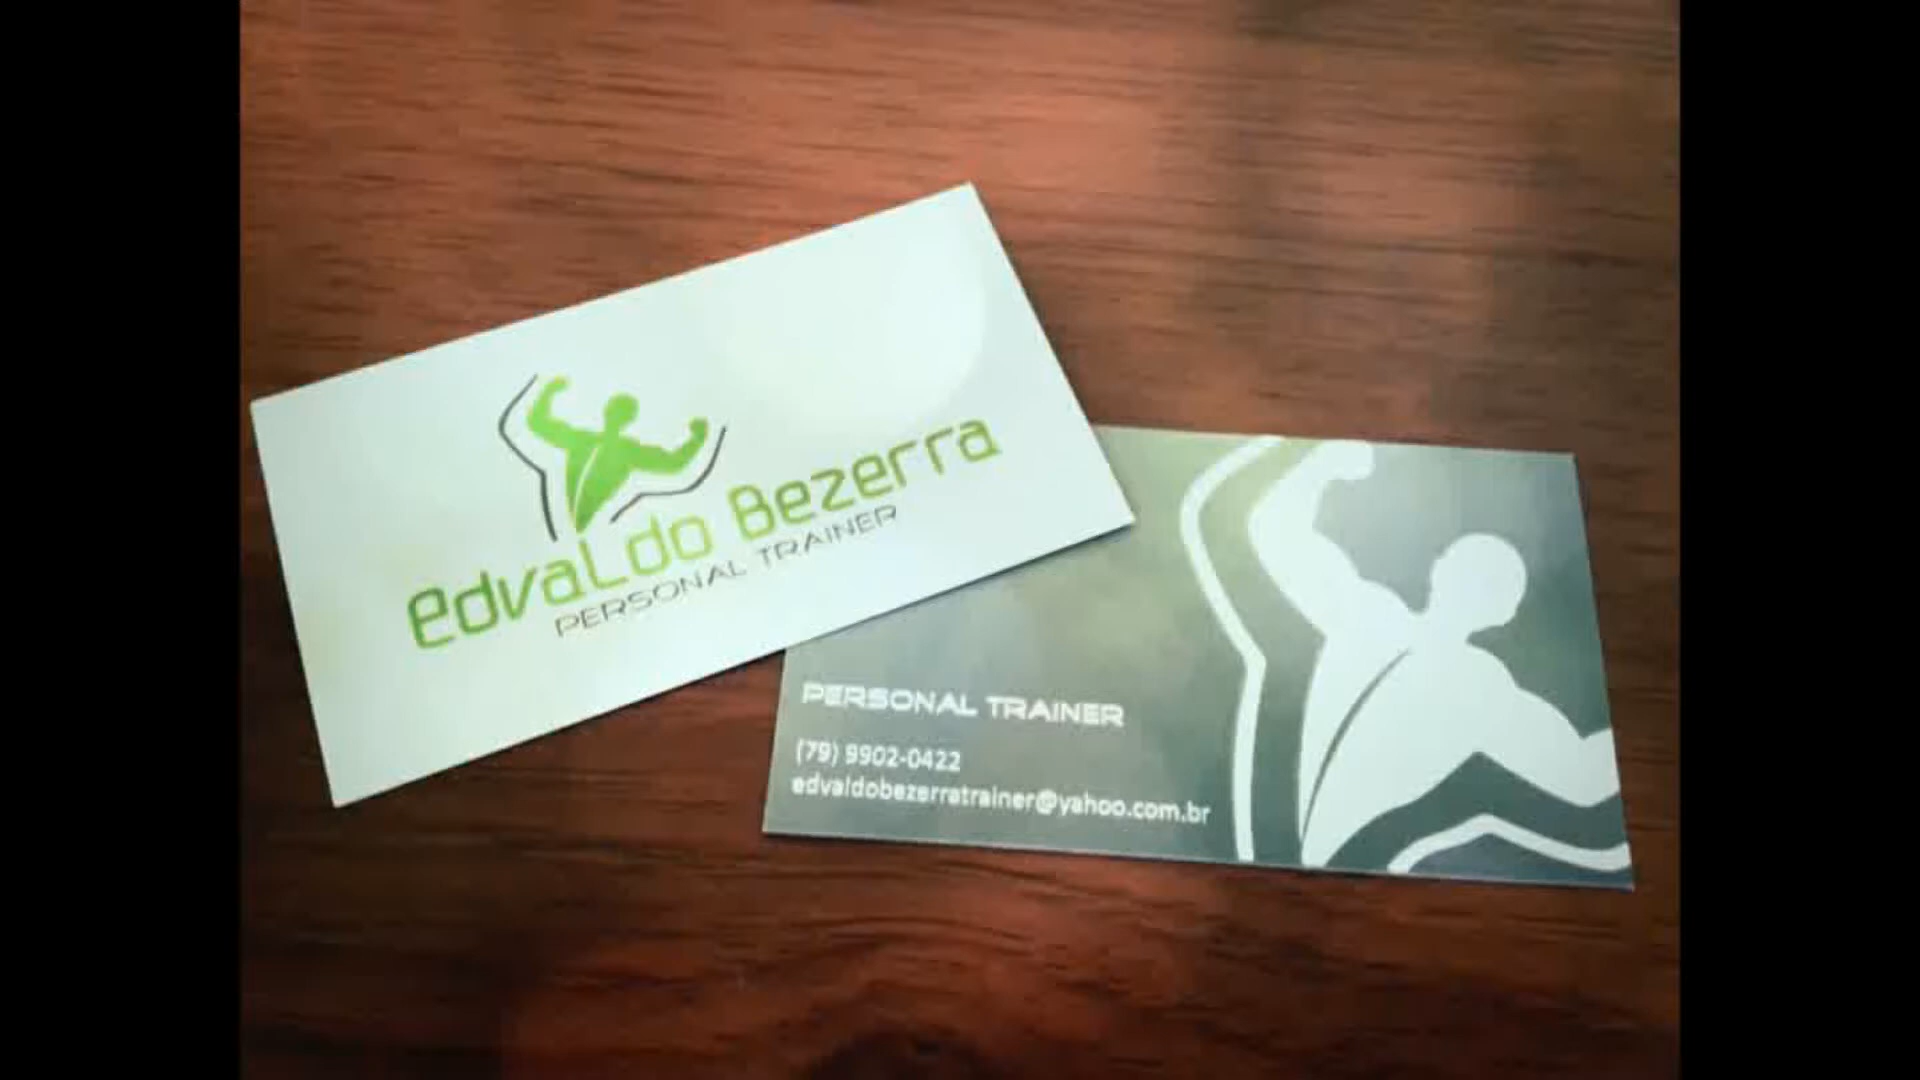 edvaLdo Bezerra
PERSONAL TRAINER
PERSONAL TRAINER
(79) 9902-0422
edvaldobezerratrainer@yahoo.com.br